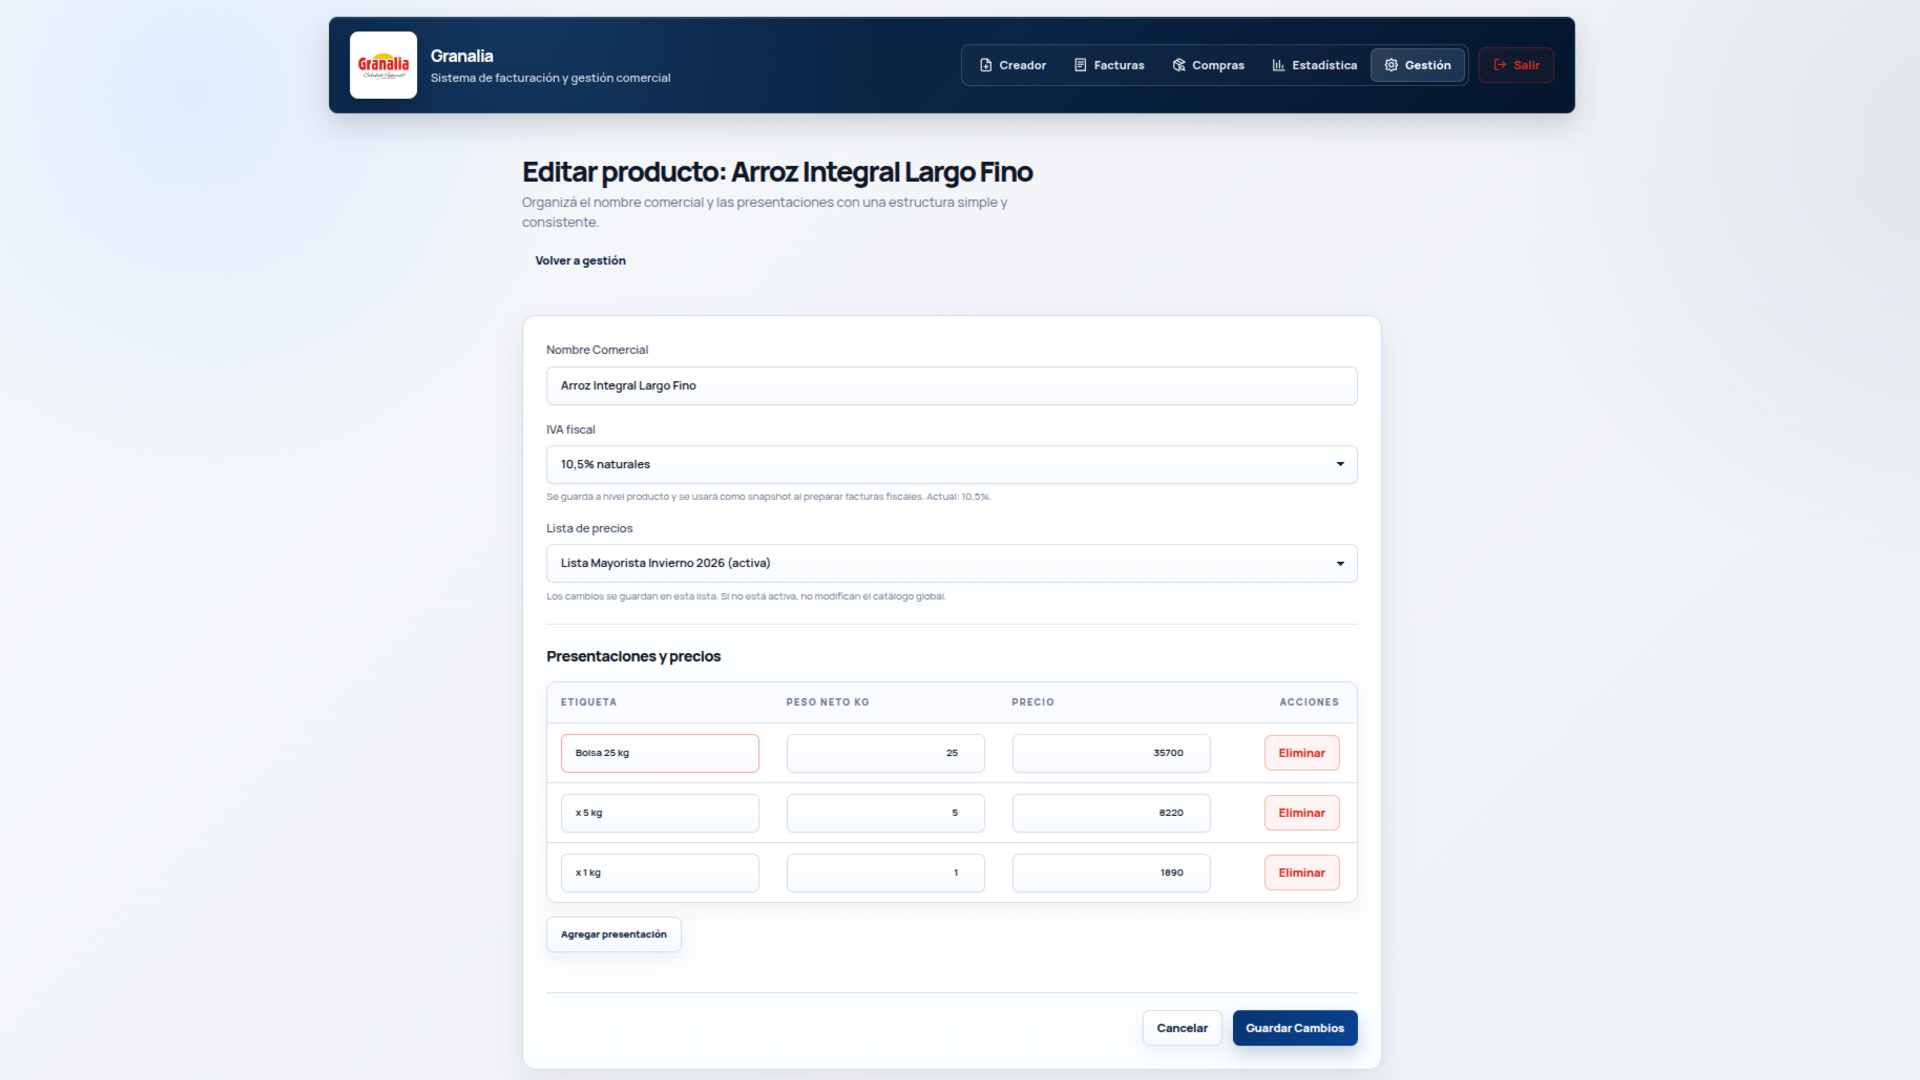 Granalia
Calidad Natural!
Granalia
Sistema de facturación y gestión comercial
Creador
Facturas
Compras
Estadística
Gestión
Salir
Editar producto: Arroz Integral Largo Fino
Organizá el nombre comercial y las presentaciones con una estructura simple y
consistente.
Volver a gestión
Nombre Comercial
Arroz Integral Largo Fino
IVA fiscal
10,5% naturales
Se guarda a nivel producto y se usará como snapshot al preparar facturas fiscales. Actual: 10,5%.
Lista de precios
Lista Mayorista Invierno 2026 (activa)
Los cambios se guardan en esta lista. Si no está activa, no modifican el catálogo global.
Presentaciones y precios
ETIQUETA PESO NETO KG PRECIO ACCIONES
Bolsa 25 kg 25 35700 Eliminar
x 5 kg 5 8220 Eliminar
x 1 kg 1 1890 Eliminar
Agregar presentación
Cancelar
Guardar Cambios